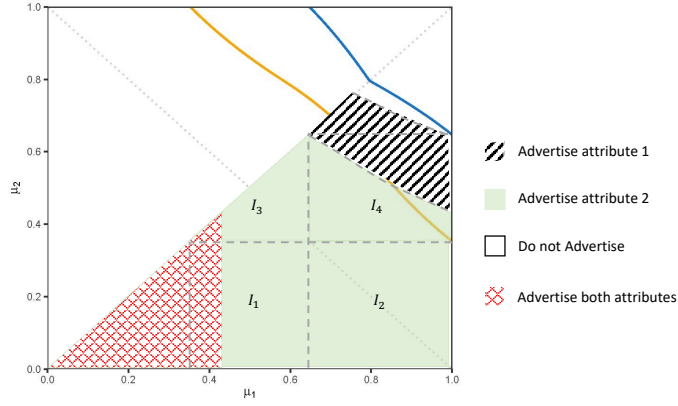 1.0
0.8
0.6
0.4
0.2
0.0
μ2
0.0 0.2 0.4 0.6 0.8 1.0
μ1
I3
I4
I1
I2
Advertise attribute 1
Advertise attribute 2
Do not Advertise
Advertise both attributes